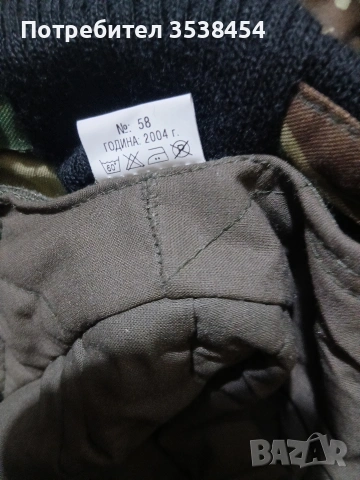 Потребител 3538454
№: 58
ГОДИНА: 2004 г.
60°
P
BAZAR